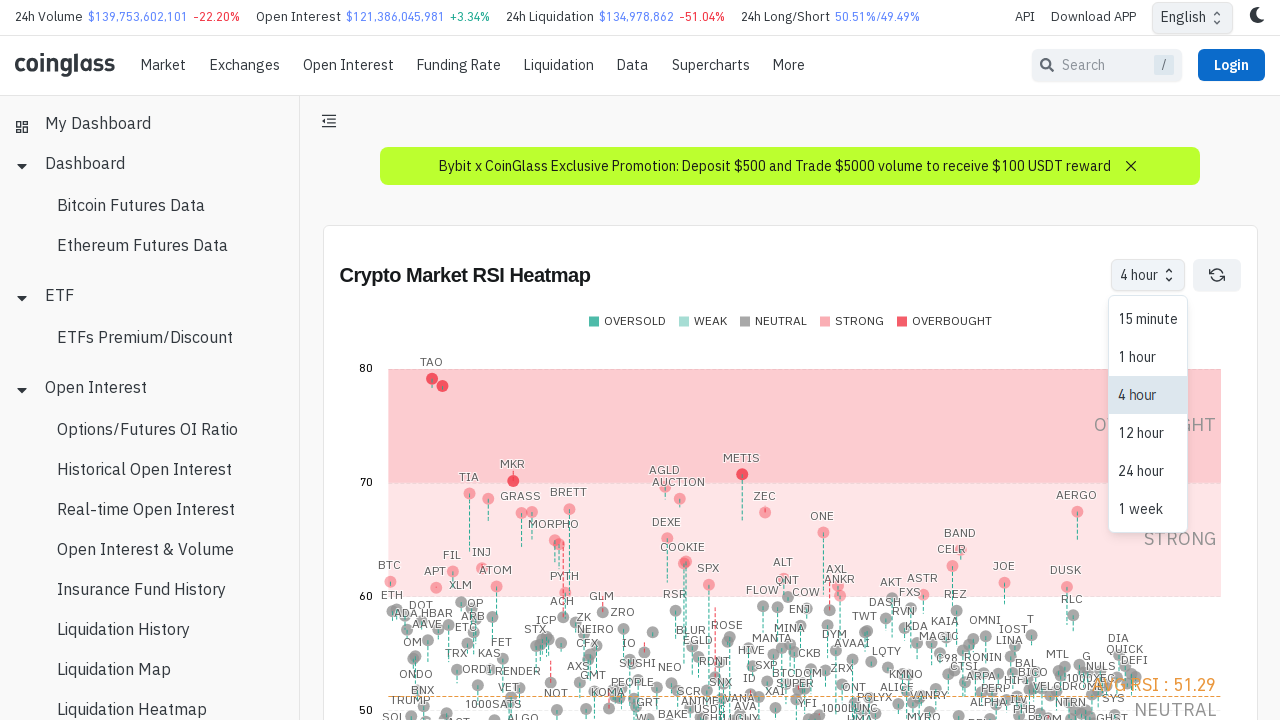 24h Volume $139,753,602,101 -22.20% Open Interest $121,386,045,981 +3.34% 24h Liquidation $134,978,862 -51.04% 24h Long/Short 50.51%/49.49% API Download APP English
coinglass Market Exchanges Open Interest Funding Rate Liquidation Data Supercharts More Search / Login
My Dashboard
Dashboard
Bitcoin Futures Data
Ethereum Futures Data
ETF
ETFs Premium/Discount
Open Interest
Options/Futures OI Ratio
Historical Open Interest
Real-time Open Interest
Open Interest & Volume
Insurance Fund History
Liquidation History
Liquidation Map
Liquidation Heatmap
Bybit x CoinGlass Exclusive Promotion: Deposit $500 and Trade $5000 volume to receive $100 USDT reward
Crypto Market RSI Heatmap
4 hour
15 minute
1 hour
4 hour
12 hour
24 hour
1 week
OVERSOLD WEAK NEUTRAL STRONG OVERBOUGHT
80
TAO
70
MKR
METIS
TIA
AGLD
AUCTION
GRASS
BRETT
ZEC
AERGO
MORPHO
DEXE
ONE
STRONG
COOKIE
BAND
CELR
FIL
INJ
BTC
APT
ATOM
PYTH
SPX
ALT
AXL
ANKR
ASTR
JOE
DUSK
60
ETH
XLM
ACH
GLM
RSR
FLOW
ONT
COW
AKT
FXS
REZ
RLC
DOT
OP
ADA
HBAR
ARB
ZRO
ENJ
DASH
RVN
AAVE
ETC
ICP
ZK
STX
NEIRO
BLUR
ROSE
MINA
TWT
KDA
KAIA
OMNI
IOST
T
OM
FET
CFX
IO
EGLD
MANTA
DYM
AVAAI
MAGIC
LINA
DIA
TRX
KAS
SUSHI
RDNT
HIVE
CKB
LQTY
C98
RONIN
MTL
G
QUICK
ONDO
ORDI
RENDER
AXS
NEO
SXP
ZRX
CTSI
BAL
NULS
DEFI
BNX
VET
NOT
GMT
PEOPLE
SNX
ID
BTCDOM
SUPER
KMNO
ARPA
BICO
1000XEC
AVG RSI : 51.29
TRUMP
1000SATS
KOMA
GRT
SCR
XAI
ONT
ALICE
VANRY
PERP
HIFI
VELODROME
SYS
NEUTRAL
SOL
ALGO
BAKE
AVA
YFI
1000LUNC
POLYX
MYRO
ALPHA
PHB
NTRN